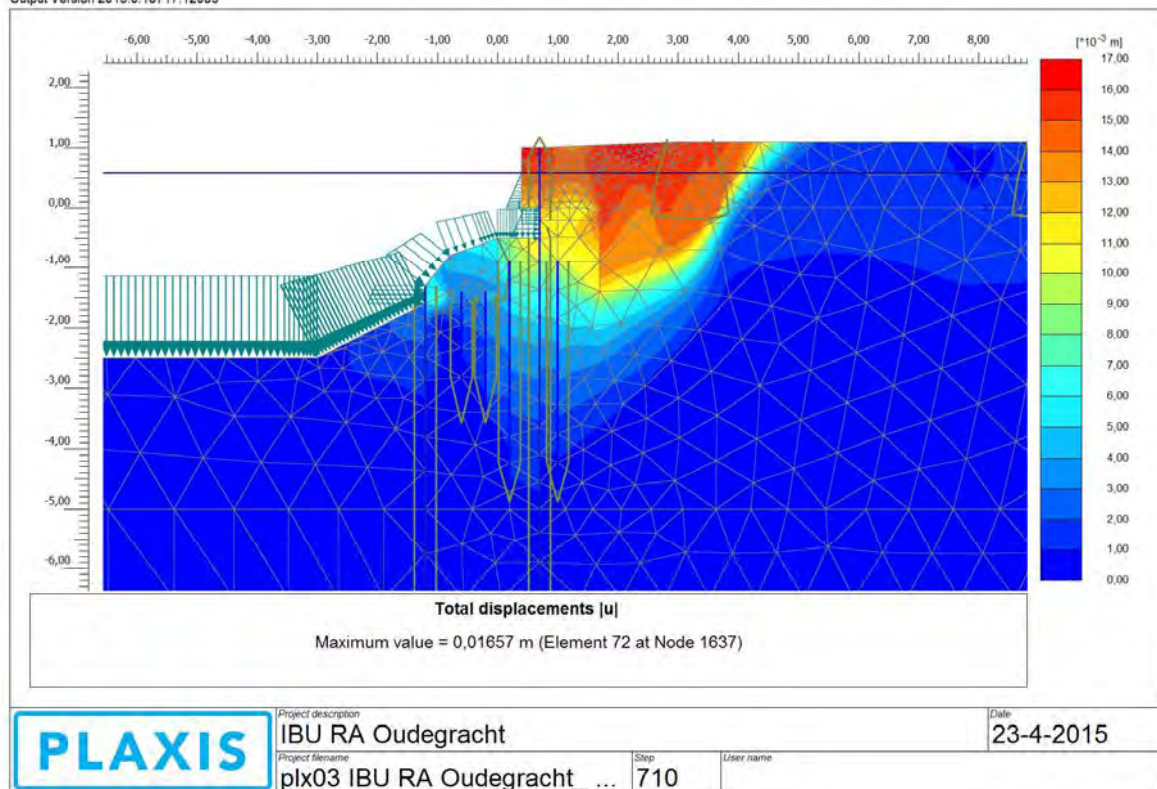 -6,00 -5,00 -4,00 -3,00 -2,00 -1,00 0,00 1,00 2,00 3,00 4,00 5,00 6,00 7,00 8,00
[*10⁻³ m]
2,00
1,00
0,00
-1,00
-2,00
-3,00
-4,00
-5,00
-6,00
17,00
16,00
15,00
14,00
13,00
12,00
11,00
10,00
9,00
8,00
7,00
6,00
5,00
4,00
3,00
2,00
1,00
0,00
Total displacements |u|
Maximum value = 0,01657 m (Element 72 at Node 1637)
PLAXIS
Project description
IBU RA Oudegracht
Date
23-4-2015
Project filename
plx03 IBU RA Oudegracht_ ...
Step
710
User name